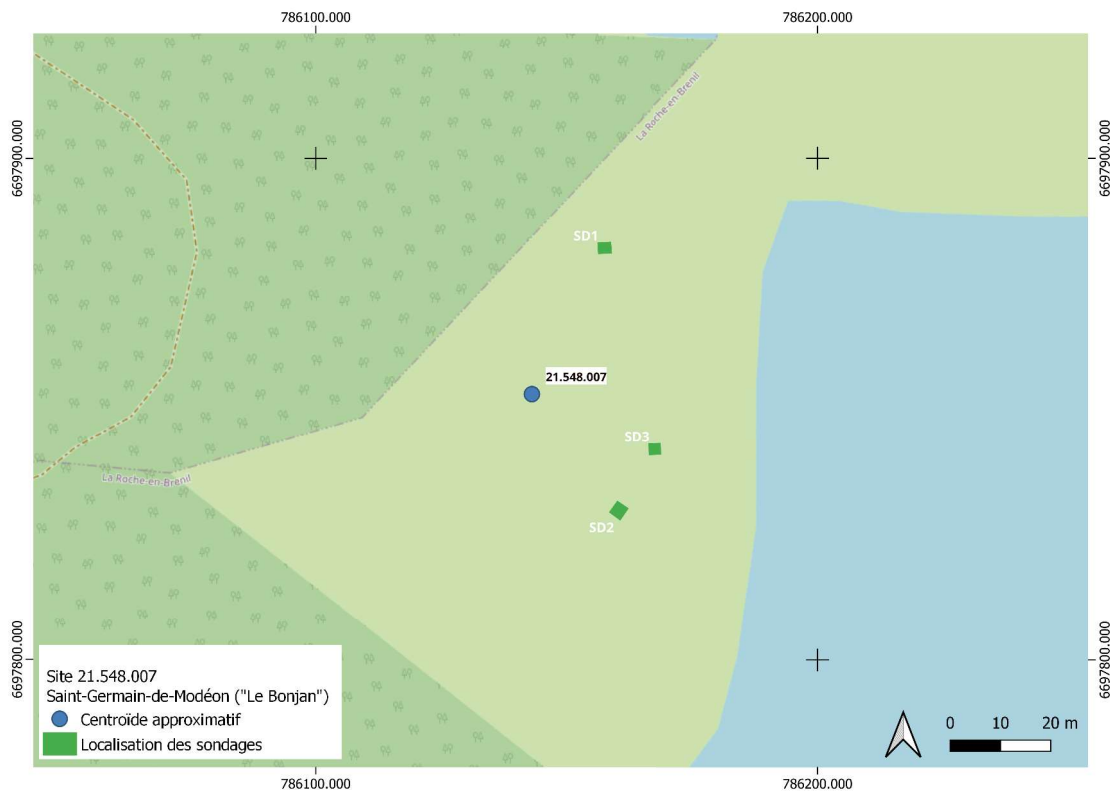 786100.000
786200.000
6697900.000
6697900.000
La Roche-en-Brenil
SD1
21.548.007
SD3
La Roche-en-Brenil
SD2
6697800.000
6697800.000
Site 21.548.007
Saint-Germain-de-Modéon ("Le Bonjan")
Centroïde approximatif
Localisation des sondages
0 10 20 m
786100.000
786200.000